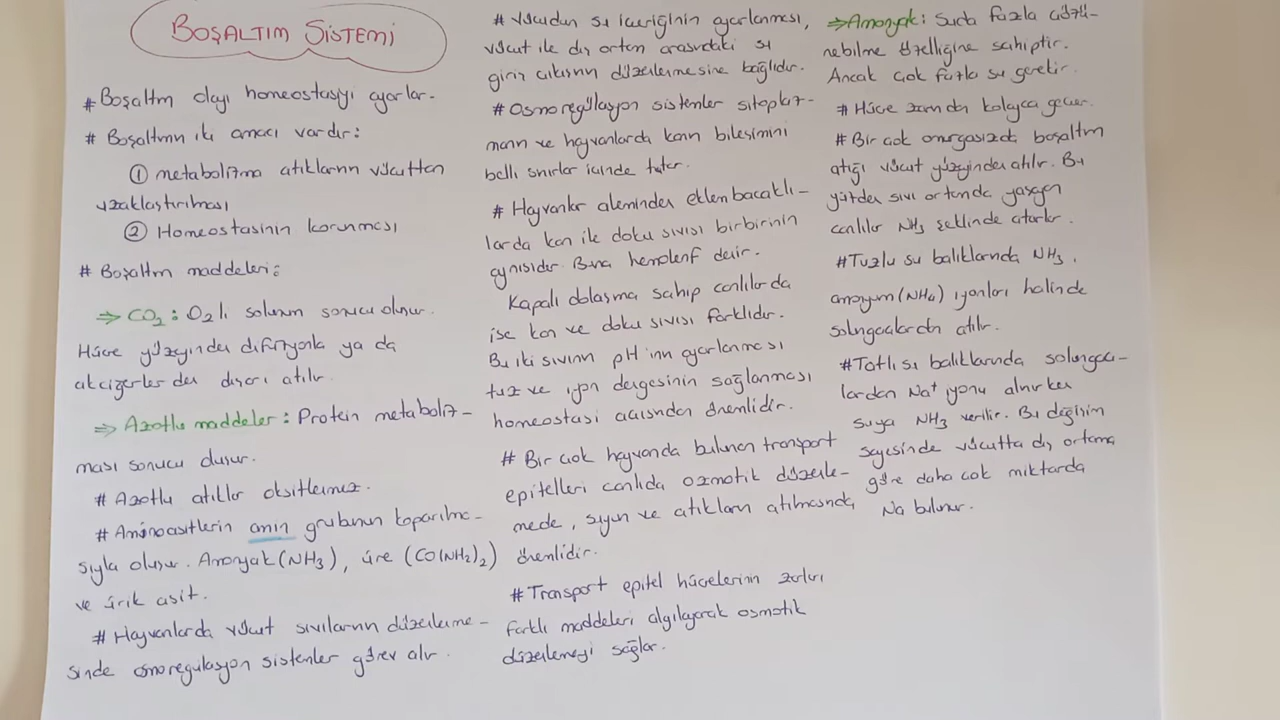 BOŞALTIM SİSTEMİ
# Boşaltım olayı homeostasiyi ayarlar.
# Boşaltımın iki amacı vardır:
① metabolizma atıklarının vücuttan
uzaklaştırılması
② Homeostasinin korunması
# Boşaltım maddeleri:
⇒ CO₂: O₂'li solunum sonucu oluşur.
Hücre yüzeyinden difüzyonla ya da
akciğerlerden dışarı atılır.
⇒ Azotlu maddeler: Protein metaboliz-
ması sonucu oluşur.
# Azotlu atıklar oksitlenmez.
# Aminoasitlerin amin grubunun koparılma-
sıyla oluşur. Amonyak (NH₃), üre (CO(NH₂)₂)
ve ürik asit.
# Hayvanlarda vücut sıvılarının düzenlenme-
sinde osmoregulasyon sistemler görev alır.
# Vücudun su içeriğinin ayarlanması,
vücut ile dış ortam arasındaki su
giriş çıkışının düzenlenmesine bağlıdır.
# Osmoregülasyon sistemler sitoplaz-
manın ve hayvanlarda kanın bileşimini
belli sınırlar içinde tutar.
# Hayvanlar aleminden eklembacaklı-
larda kan ile doku sıvısı birbirinin
aynısıdır. Buna hemolenf denir.
Kapalı dolaşıma sahip canlılarda
ise kan ve doku sıvısı farklıdır.
Bu iki sıvının pH'ının ayarlanması
tuz ve iyon dengesinin sağlanması
homeostasi açısından önemlidir.
# Bir çok hayvanda bulunan transport
epitelleri canlıda ozmotik düzenle-
mede, suyun ve atıkların atılmasında
önemlidir.
# Transport epitel hücrelerinin zarları
farklı maddeleri algılayarak osmotik
düzenlemeyi sağlar.
⇒ Amonyak: Suda fazla çözü-
nebilme özelliğine sahiptir.
Ancak çok fazla su gerekir.
# Hücre zarından kolayca geçer.
# Bir çok omurgasızda boşaltım
atığı vücut yüzeyinden atılır. Bu
yüzden sıvı ortamda yaşayan
canlılar NH₃ şeklinde atarlar.
# Tuzlu su balıklarında NH₃,
amonyum (NH₄) iyonları halinde
solungaçlardan atılır.
# Tatlı su balıklarında solungaç-
lardan Na⁺ iyonu alınırken
suya NH₃ verilir. Bu değişim
sayesinde vücutta dış ortama
göre daha çok miktarda
Na bulunur.